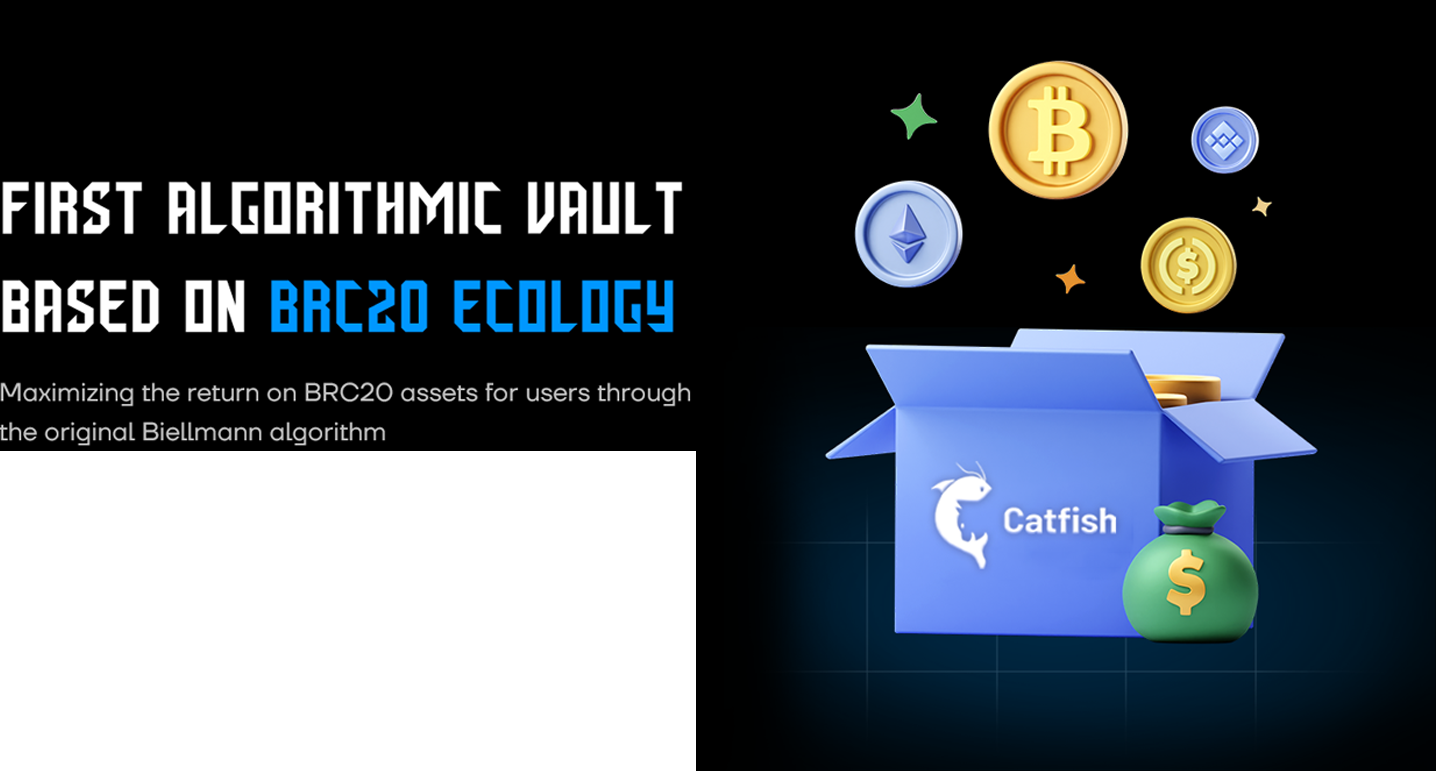 FIRST ALGORITHMIC VAULT
BASED ON BRC20 ECOLOGY
Maximizing the return on BRC20 assets for users through
the original Biellmann algorithm
Catfish
$
$